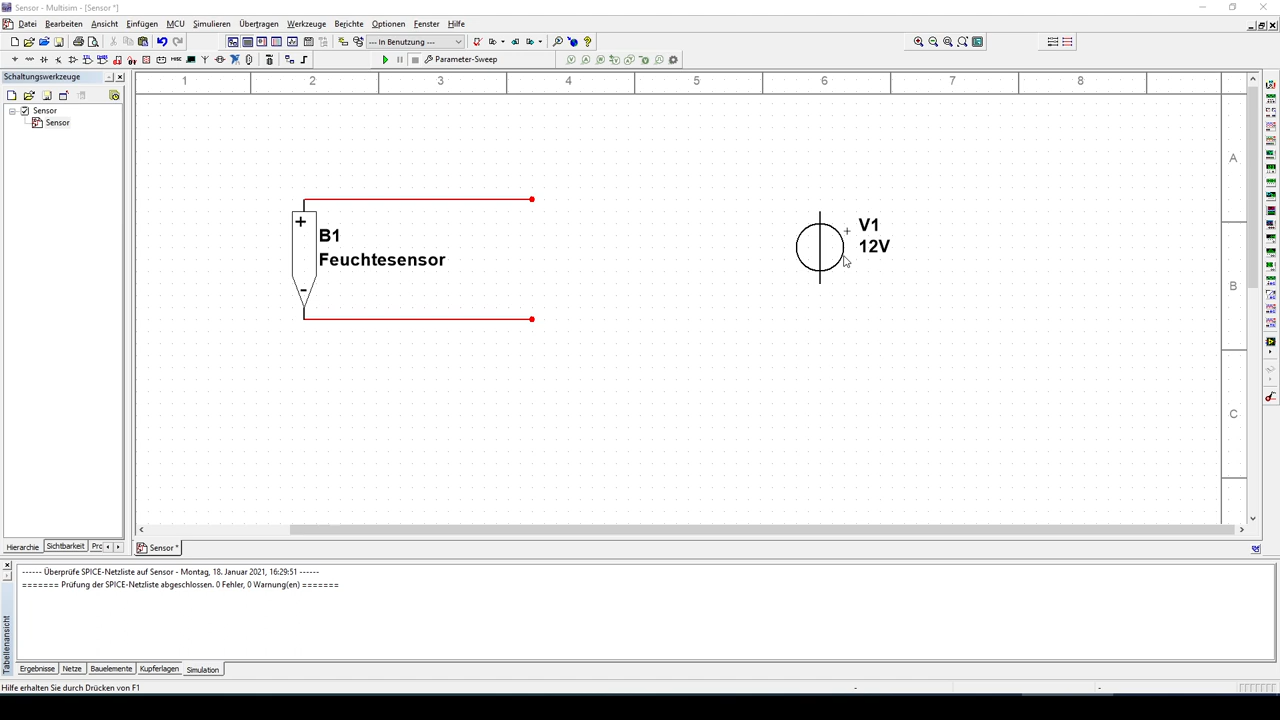 Sensor - Multisim - [Sensor *]
Datei Bearbeiten Ansicht Einfügen MCU Simulieren Übertragen Werkzeuge Berichte Optionen Fenster Hilfe
--- In Benutzung ---
MISC
Parameter-Sweep
V A
Schaltungswerkzeuge
Sensor
Sensor
1 2 3 4 5 6 7 8
A
B
C
+
B1
Feuchtesensor
-
+
V1
12V
Hierarchie Sichtbarkeit Prc
Sensor *
Tabellenansicht
------ Überprüfe SPICE-Netzliste auf Sensor - Montag, 18. Januar 2021, 16:29:51 ------
======= Prüfung der SPICE-Netzliste abgeschlossen. 0 Fehler, 0 Warnung(en) =======
Ergebnisse Netze Bauelemente Kupferlagen Simulation
Hilfe erhalten Sie durch Drücken von F1
- -